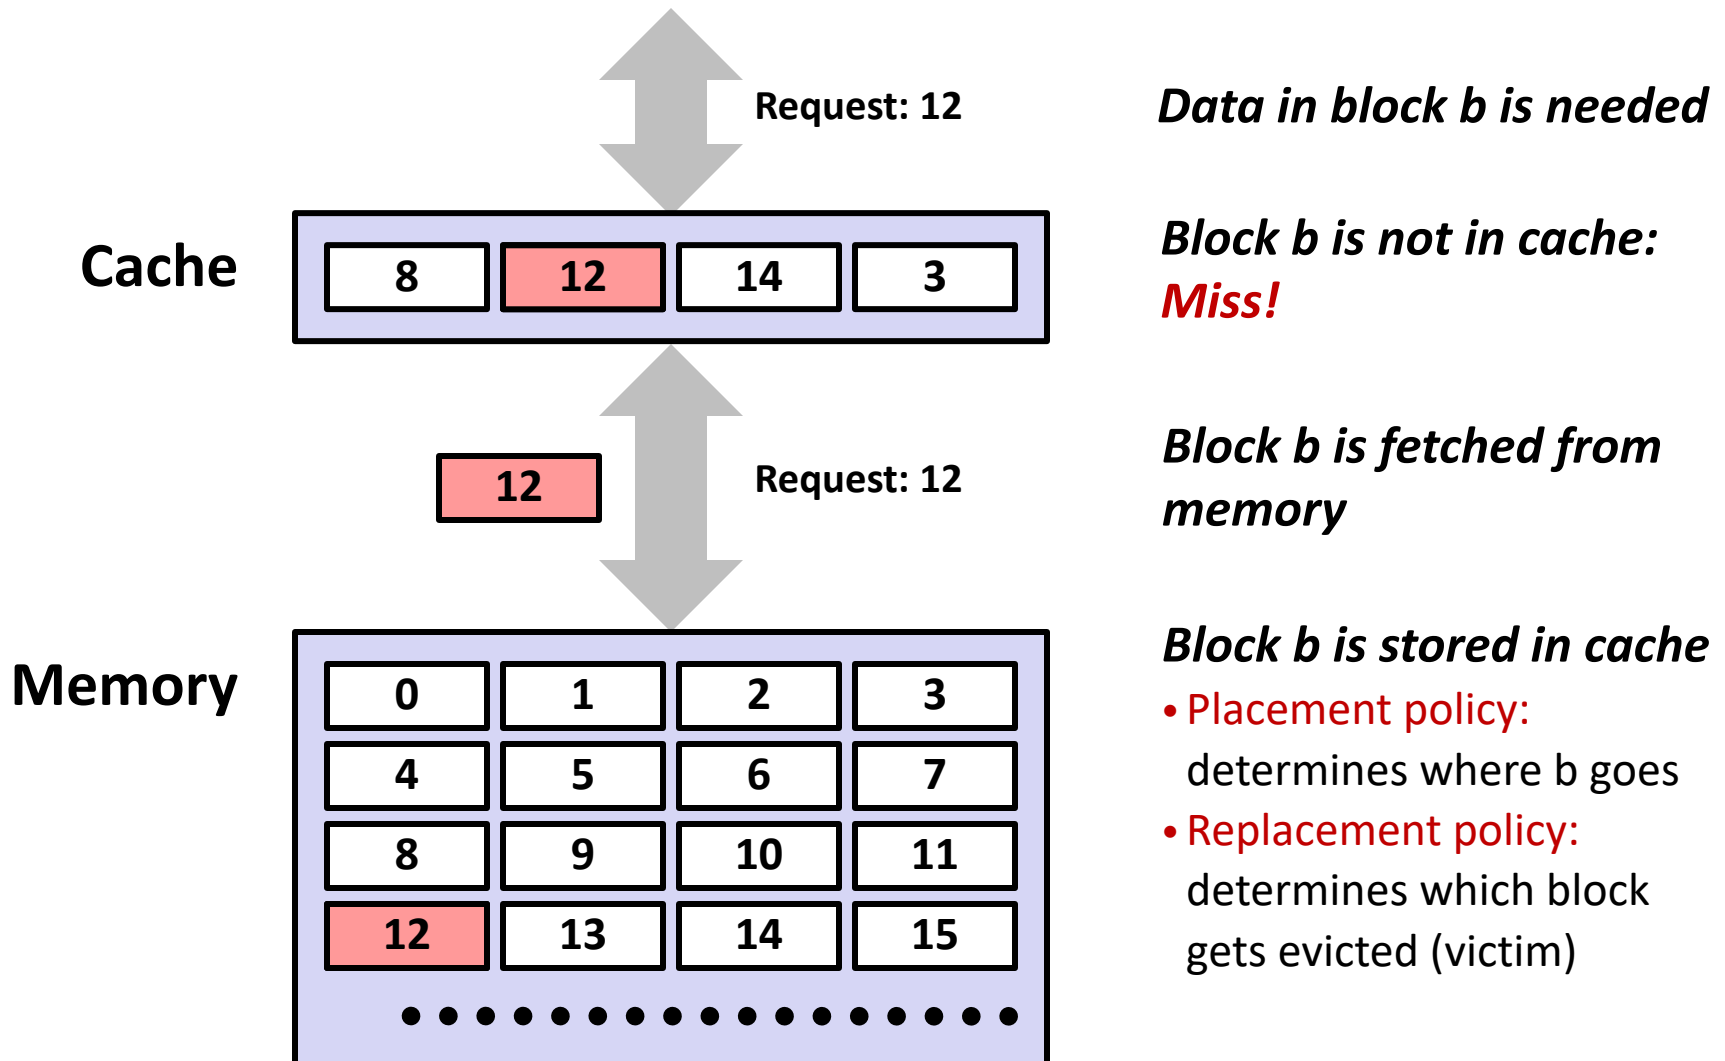 Request: 12
Data in block b is needed
Cache
8 12 14 3
Block b is not in cache:
Miss!
12
Request: 12
Block b is fetched from
memory
Memory
0 1 2 3
4 5 6 7
8 9 10 11
12 13 14 15
Block b is stored in cache
• Placement policy:
determines where b goes
• Replacement policy:
determines which block
gets evicted (victim)